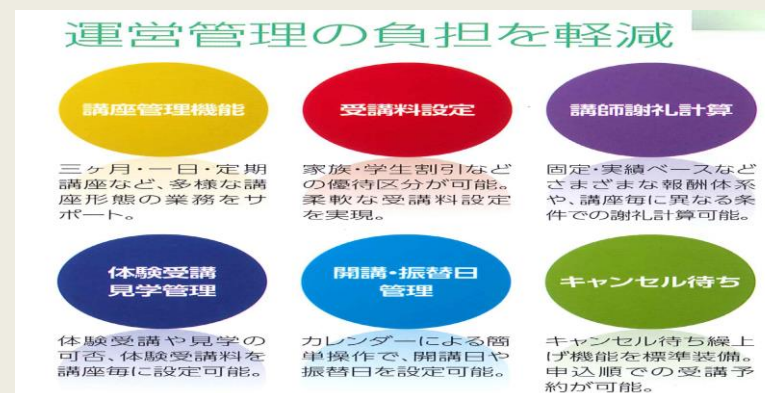 運営管理の負担を軽減
講座管理機能
三ヶ月・一日・定期
講座など、多様な講
座形態の業務をサ
ポート。
受講料設定
家族・学生割引など
の優待区分が可能。
柔軟な受講料設定
を実現。
講師謝礼計算
固定・実績ベースなど
さまざまな報酬体系
や、講座毎に異なる条
件での謝礼計算可能。
体験受講
見学管理
体験受講や見学の
可否、体験受講料を
講座毎に設定可能。
開講・振替日
管理
カレンダーによる簡
単操作で、開講日や
振替日を設定可能。
キャンセル待ち
キャンセル待ち繰上
げ機能を標準装備。
申込順での受講予
約が可能。